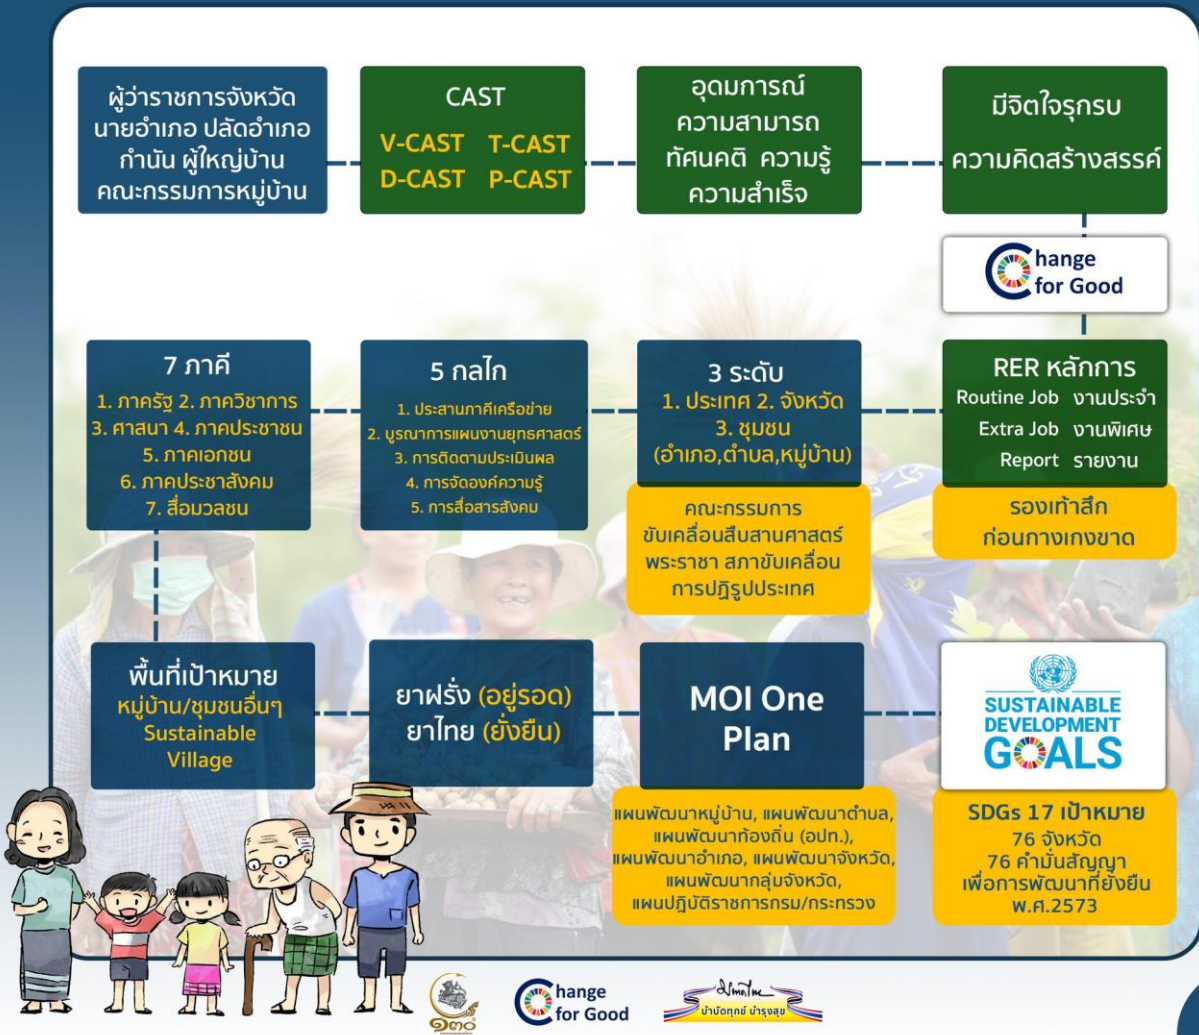 ผู้ว่าราชการจังหวัด
นายอำเภอ ปลัดอำเภอ
กำนัน ผู้ใหญ่บ้าน
คณะกรรมการหมู่บ้าน
CAST
V-CAST T-CAST
D-CAST P-CAST
อุดมการณ์
ความสามารถ
ทัศนคติ ความรู้
ความสำเร็จ
มีจิตใจรุกรบ
ความคิดสร้างสรรค์
Change
for Good
7 ภาคี
1. ภาครัฐ 2. ภาควิชาการ
3. ศาสนา 4. ภาคประชาชน
5. ภาคเอกชน
6. ภาคประชาสังคม
7. สื่อมวลชน
5 กลไก
1. ประสานภาคีเครือข่าย
2. บูรณาการแผนงานยุทธศาสตร์
3. การติดตามประเมินผล
4. การจัดองค์ความรู้
5. การสื่อสารสังคม
3 ระดับ
1. ประเทศ 2. จังหวัด
3. ชุมชน
(อำเภอ,ตำบล,หมู่บ้าน)
คณะกรรมการ
ขับเคลื่อนสืบสานศาสตร์
พระราชา สภาขับเคลื่อน
การปฏิรูปประเทศ
RER หลักการ
Routine Job งานประจำ
Extra Job งานพิเศษ
Report รายงาน
รองเท้าสึก
ก่อนกางเกงขาด
พื้นที่เป้าหมาย
หมู่บ้าน/ชุมชนอื่นๆ
Sustainable
Village
ยาฝรั่ง (อยู่รอด)
ยาไทย (ยั่งยืน)
MOI One
Plan
แผนพัฒนาหมู่บ้าน, แผนพัฒนาตำบล,
แผนพัฒนาท้องถิ่น (อปท.),
แผนพัฒนาอำเภอ, แผนพัฒนาจังหวัด,
แผนพัฒนากลุ่มจังหวัด,
แผนปฏิบัติราชการกรม/กระทรวง
SUSTAINABLE
DEVELOPMENT
GOALS
SDGs 17 เป้าหมาย
76 จังหวัด
76 คำมั่นสัญญา
เพื่อการพัฒนาที่ยั่งยืน
พ.ศ.2573
๑๓๐
Change
for Good
บำบัดทุกข์ บำรุงสุข